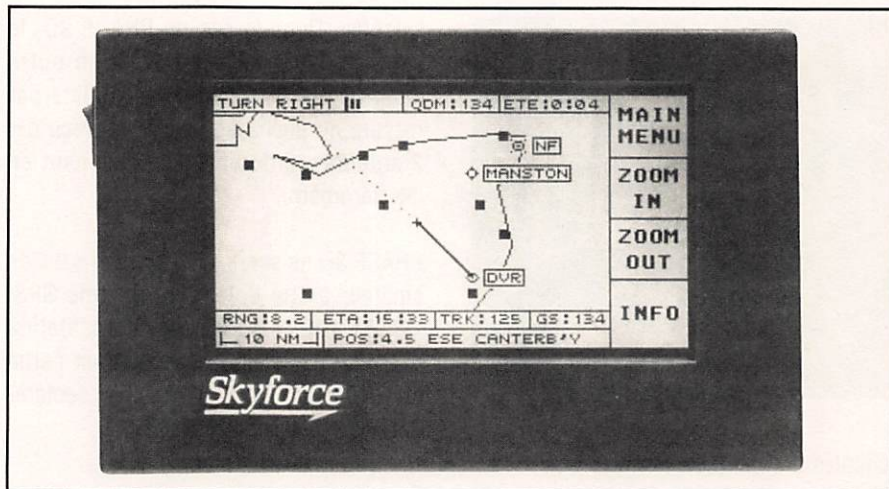 TURN RIGHT QDM:134 ETE:0:04
NF
MANSTON
DVR
RNG:8.2 ETA:15:33 TRK:125 GS:134
10 NM POS:4.5 ESE CANTERB'Y
MAIN
MENU
ZOOM
IN
ZOOM
OUT
INFO
Skyforce